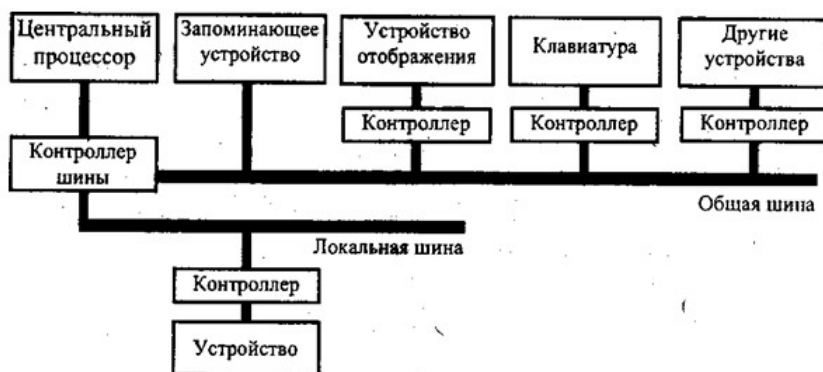 Центральный
процессор
Запоминающее
устройство
Устройство
отображения
Клавиатура
Другие
устройства
Контроллер
Контроллер
Контроллер
Контроллер
шины
Общая шина
Локальная шина
Контроллер
Устройство